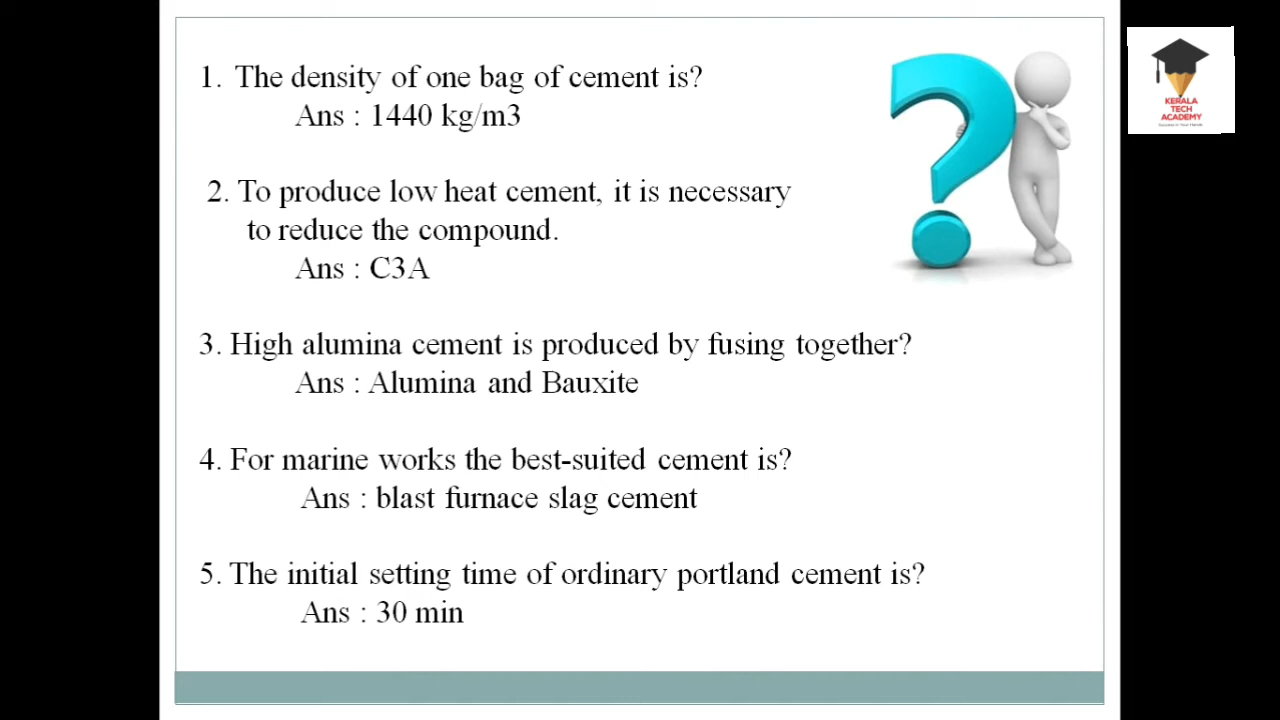 1. The density of one bag of cement is?
Ans : 1440 kg/m3
2. To produce low heat cement, it is necessary
to reduce the compound.
Ans : C3A
3. High alumina cement is produced by fusing together?
Ans : Alumina and Bauxite
4. For marine works the best-suited cement is?
Ans : blast furnace slag cement
5. The initial setting time of ordinary portland cement is?
Ans : 30 min
KERALA
TECH
ACADEMY